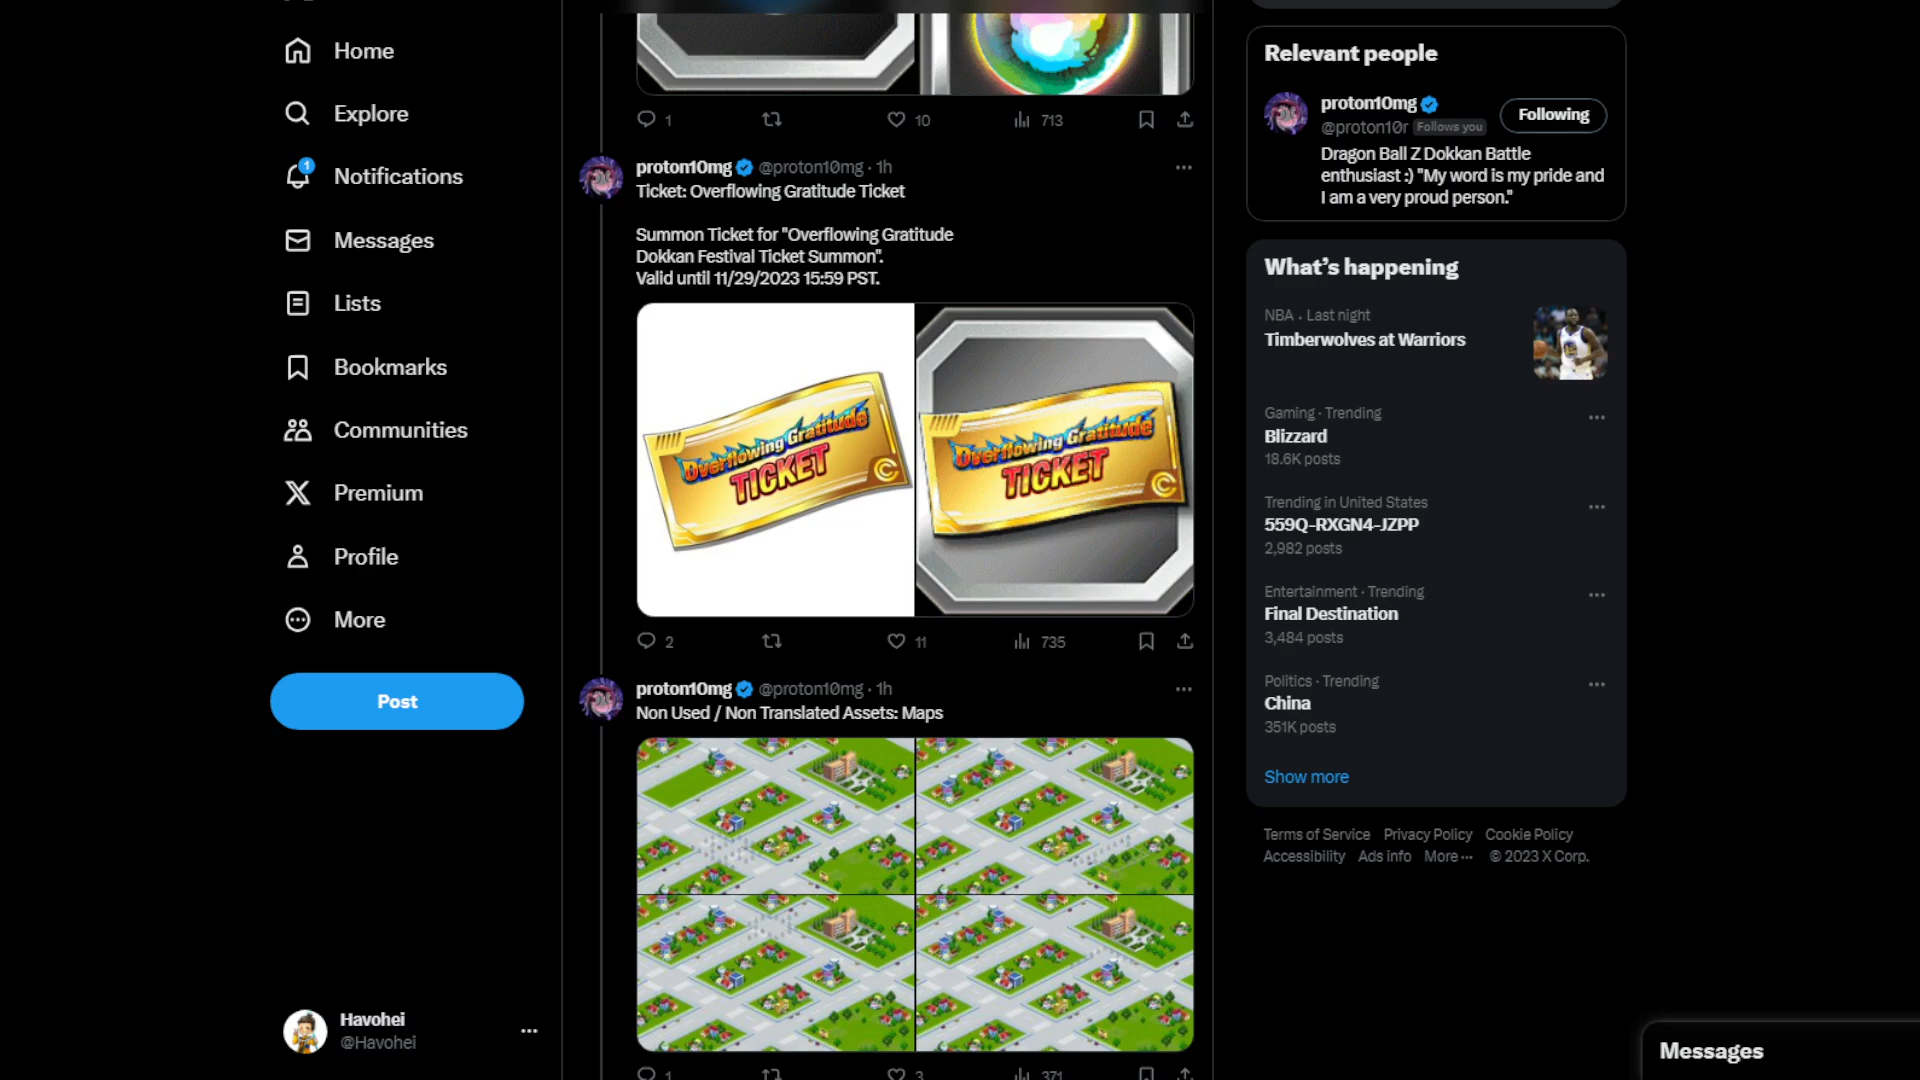 Home
Explore
1
Notifications
Messages
Lists
Bookmarks
Communities
Premium
Profile
More
Post
Havohei
@Havohei
1
10
713
proton10mg @proton10mg · 1h
Ticket: Overflowing Gratitude Ticket
Summon Ticket for "Overflowing Gratitude
Dokkan Festival Ticket Summon".
Valid until 11/29/2023 15:59 PST.
Overflowing Gratitude
TICKET
Overflowing Gratitude
TICKET
2
11
735
proton10mg @proton10mg · 1h
Non Used / Non Translated Assets: Maps
1
3
371
Relevant people
proton10mg
@proton10r Follows you
Following
Dragon Ball Z Dokkan Battle
enthusiast :) "My word is my pride and
I am a very proud person."
What's happening
NBA · Last night
Timberwolves at Warriors
Gaming · Trending
Blizzard
18.6K posts
Trending in United States
559Q-RXGN4-JZPP
2,982 posts
Entertainment · Trending
Final Destination
3,484 posts
Politics · Trending
China
351K posts
Show more
Terms of Service Privacy Policy Cookie Policy
Accessibility Ads info More ··· © 2023 X Corp.
Messages